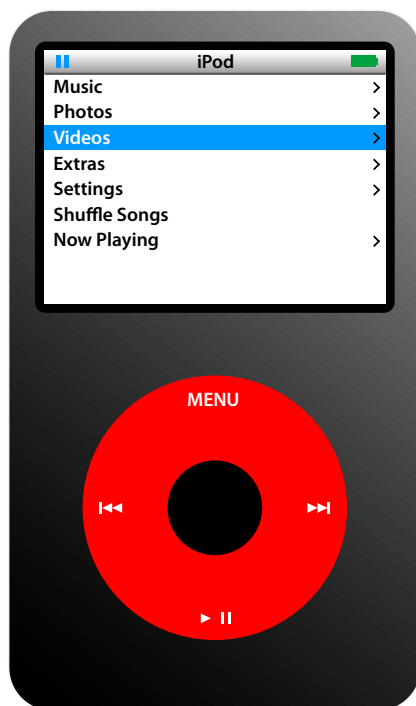 iPod
Music
Photos
Videos
Extras
Settings
Shuffle Songs
Now Playing
MENU